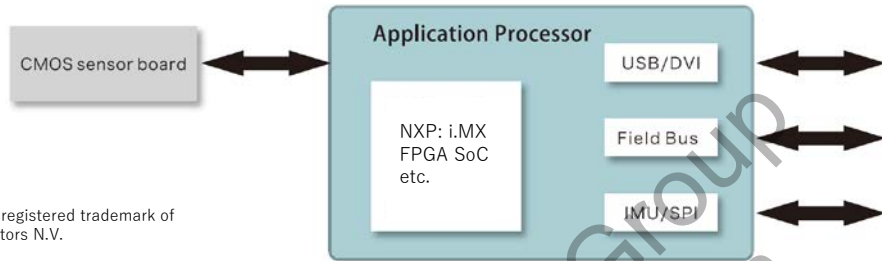 Application Processor
CMOS sensor board
USB/DVI
NXP: i.MX
FPGA SoC
etc.
Field Bus
IMU/SPI
registered trademark of
tors N.V.
Group